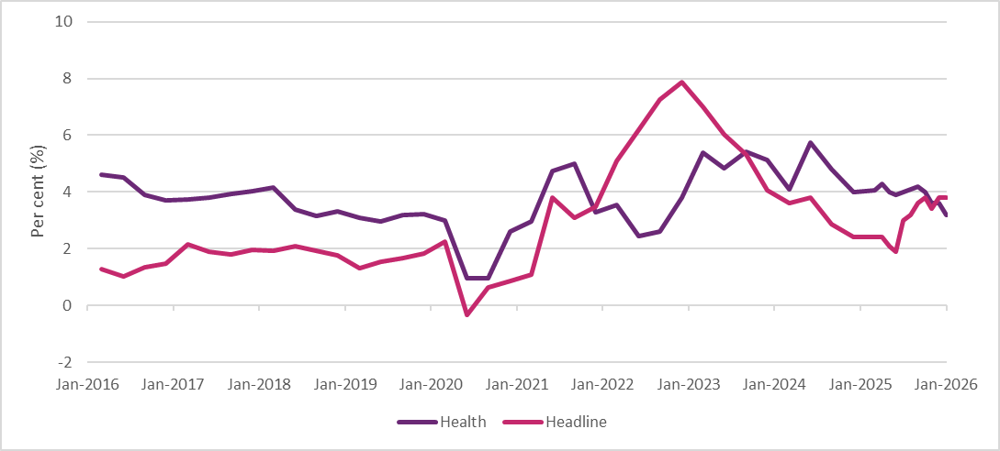 10
8
6
4
2
0
-2
Per cent (%)
Jan-2016 Jan-2017 Jan-2018 Jan-2019 Jan-2020 Jan-2021 Jan-2022 Jan-2023 Jan-2024 Jan-2025 Jan-2026
Health Headline